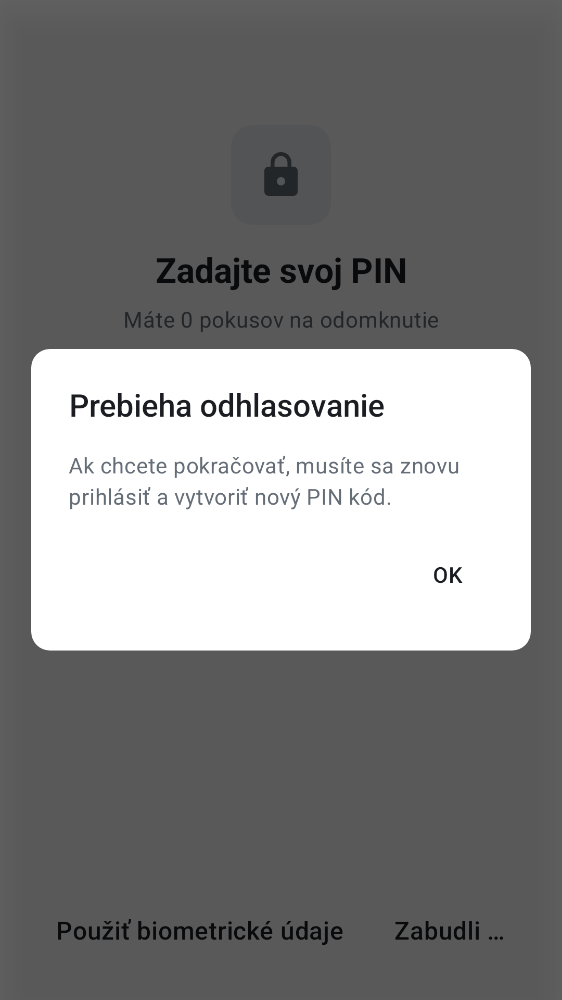 Zadajte svoj PIN
Máte 0 pokusov na odomknutie
Prebieha odhlasovanie
Ak chcete pokračovať, musíte sa znovu
prihlásiť a vytvoriť nový PIN kód.
OK
Použiť biometrické údaje
Zabudli ...